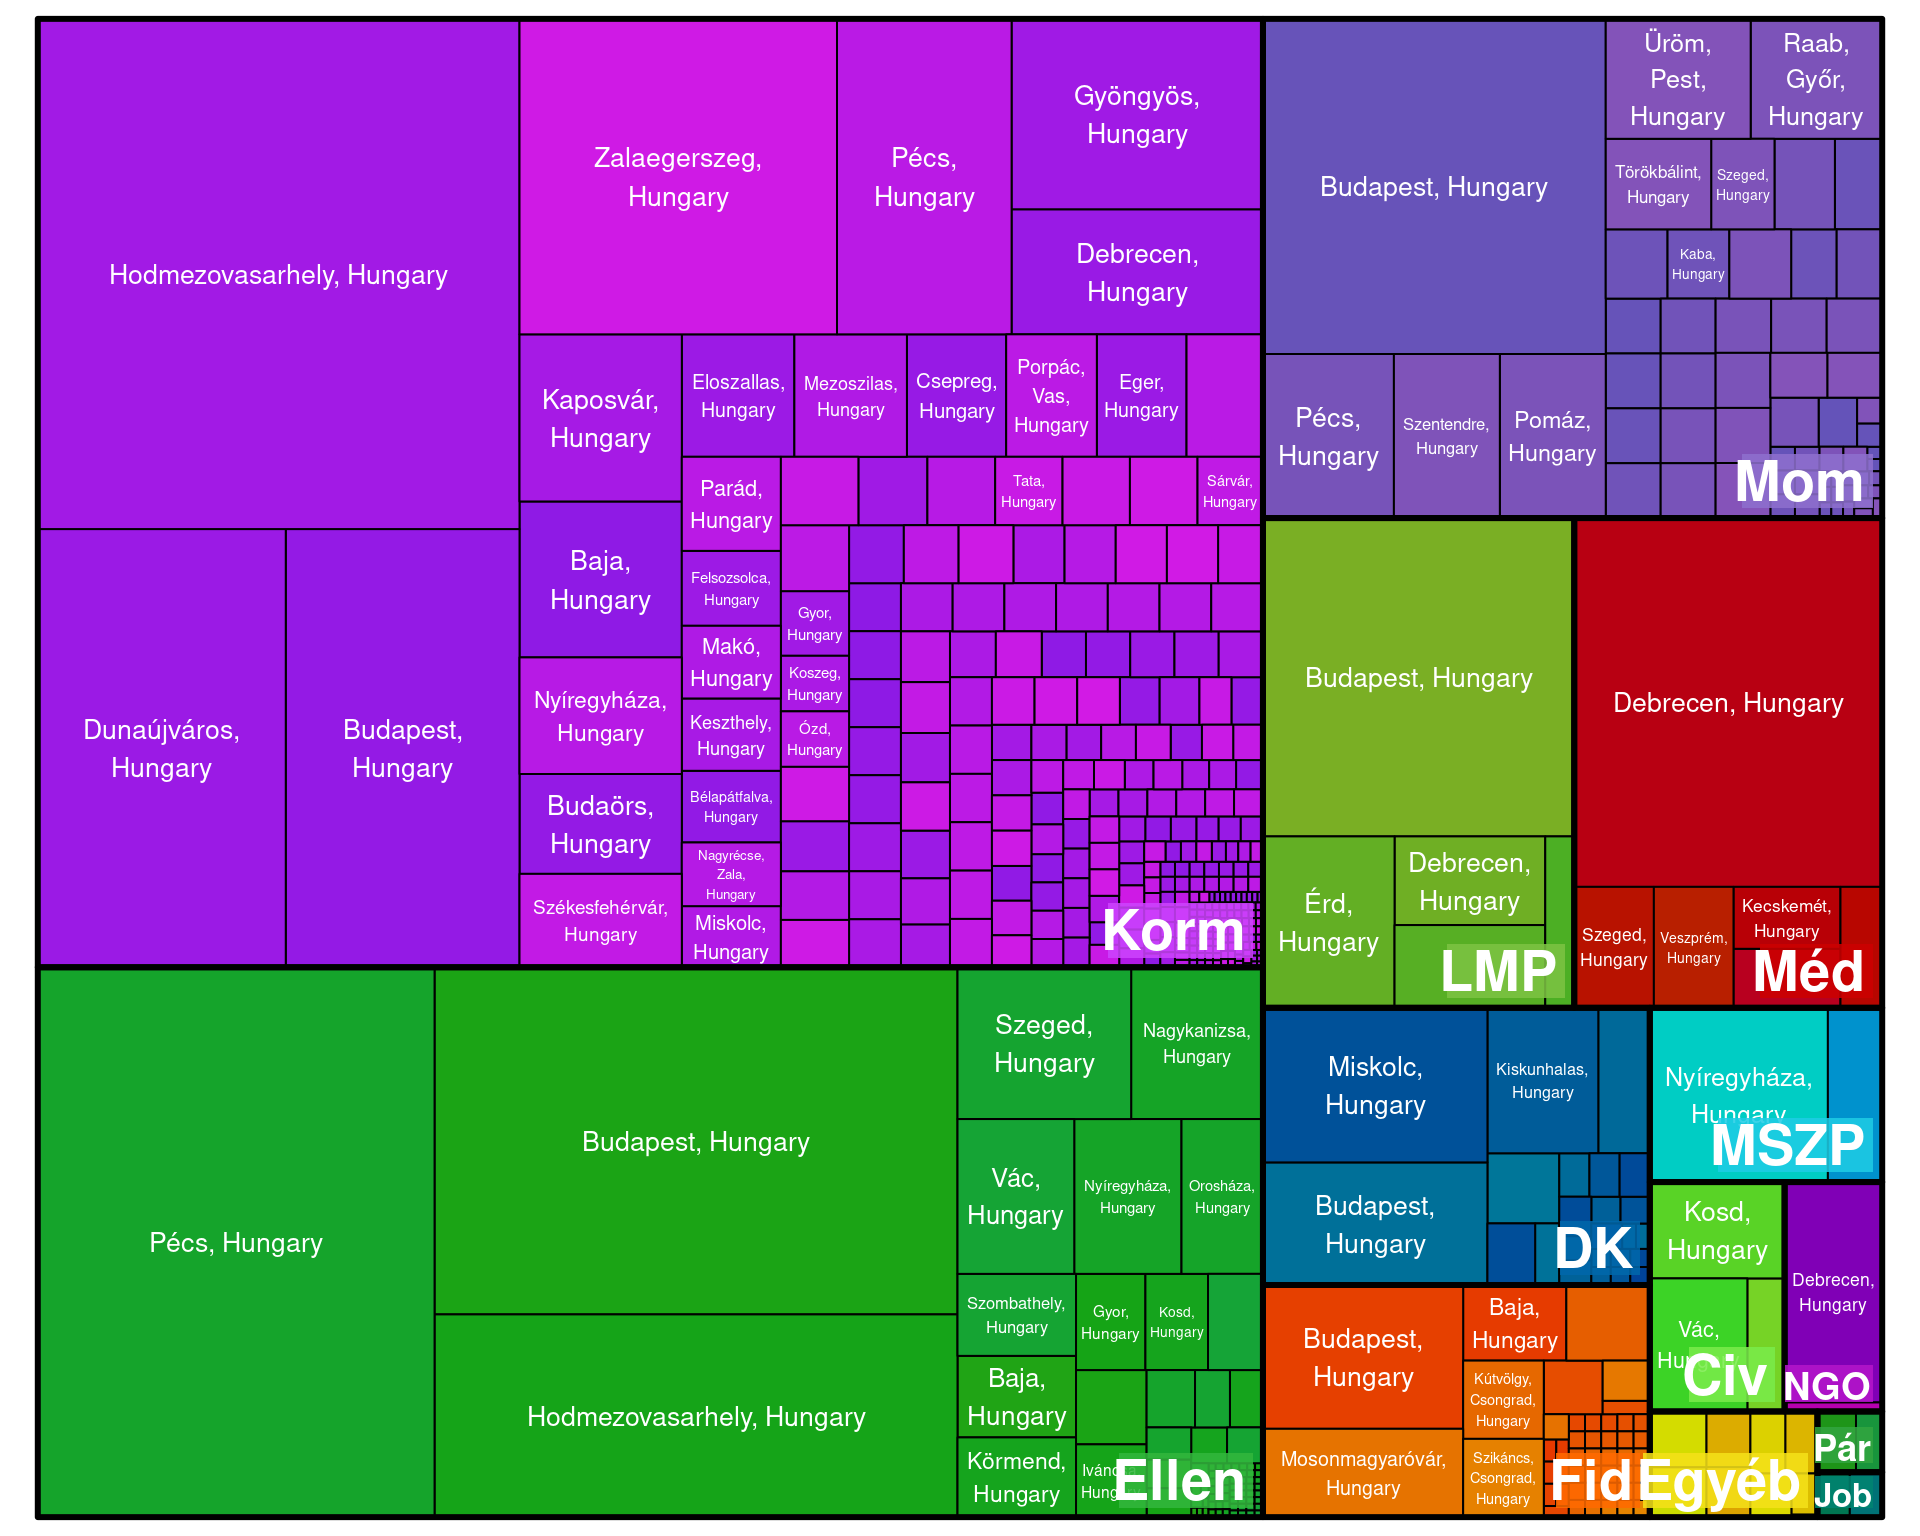 Hodmezovasarhely, Hungary
Dunaújváros,
Hungary
Budapest,
Hungary
Zalaegerszeg,
Hungary
Pécs,
Hungary
Gyöngyös,
Hungary
Debrecen,
Hungary
Kaposvár,
Hungary
Baja,
Hungary
Nyíregyháza,
Hungary
Budaörs,
Hungary
Székesfehérvár,
Hungary
Eloszallas,
Hungary
Mezoszilas,
Hungary
Csepreg,
Hungary
Porpác,
Vas,
Hungary
Eger,
Hungary
Parád,
Hungary
Felsozsolca,
Hungary
Makó,
Hungary
Keszthely,
Hungary
Bélapátfalva,
Hungary
Nagyrécse,
Zala,
Hungary
Miskolc,
Hungary
Tata,
Hungary
Sárvár,
Hungary
Gyor,
Hungary
Koszeg,
Hungary
Ózd,
Hungary
Korm
Pécs, Hungary
Budapest, Hungary
Hodmezovasarhely, Hungary
Szeged,
Hungary
Nagykanizsa,
Hungary
Vác,
Hungary
Nyíregyháza,
Hungary
Orosháza,
Hungary
Szombathely,
Hungary
Gyor,
Hungary
Kosd,
Hungary
Baja,
Hungary
Körmend,
Hungary
Ellen
Budapest, Hungary
Üröm,
Pest,
Hungary
Raab,
Győr,
Hungary
Törökbálint,
Hungary
Szeged,
Hungary
Kaba,
Hungary
Pécs,
Hungary
Szentendre,
Hungary
Pomáz,
Hungary
Mom
Budapest, Hungary
Érd,
Hungary
Debrecen,
Hungary
LMP
Debrecen, Hungary
Szeged,
Hungary
Veszprém,
Hungary
Kecskemét,
Hungary
Méd
Miskolc,
Hungary
Kiskunhalas,
Hungary
Budapest,
Hungary
DK
Nyíregyháza,
Hungary
MSZP
Kosd,
Hungary
Vác,
Civ
Debrecen,
Hungary
NGO
Budapest,
Hungary
Baja,
Hungary
Kútvölgy,
Csongrad,
Hungary
Mosonmagyaróvár,
Hungary
Szikáncs,
Csongrad,
Hungary
Fid
Egyéb
Pár
Job